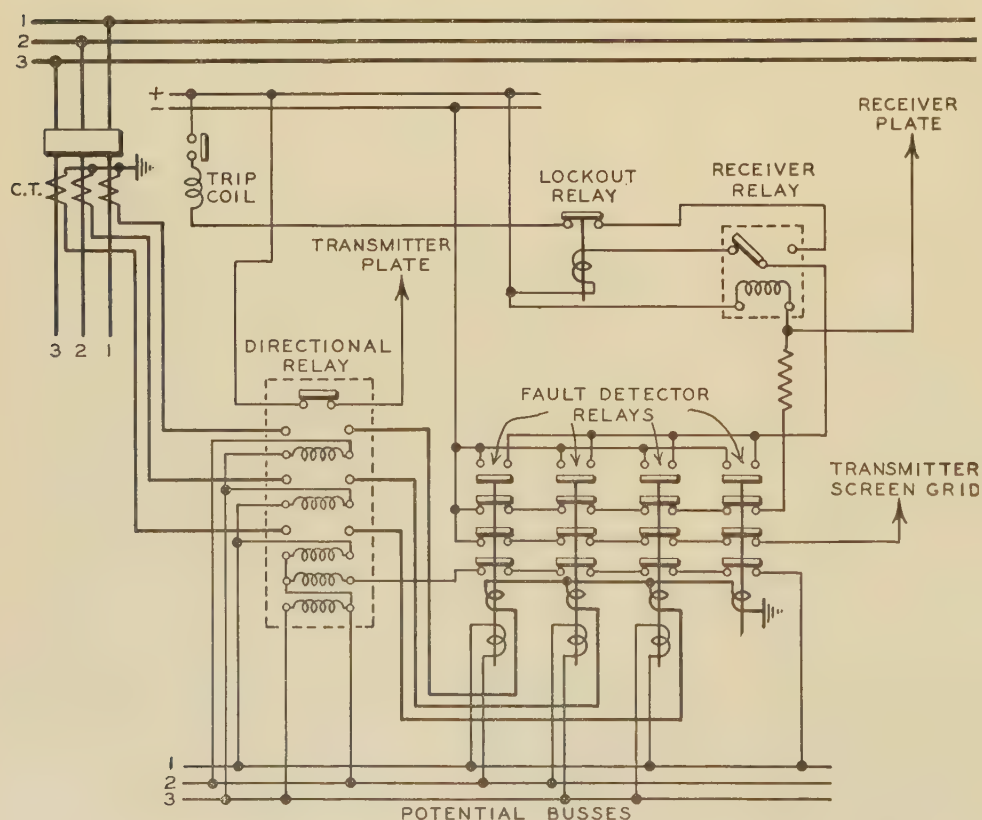 1
2
3
+
−
RECEIVER
PLATE
C.T.
TRIP
COIL
LOCKOUT
RELAY
RECEIVER
RELAY
TRANSMITTER
PLATE
3 2 1
DIRECTIONAL
RELAY
FAULT DETECTOR
RELAYS
TRANSMITTER
SCREEN GRID
1
2
3
POTENTIAL BUSSES